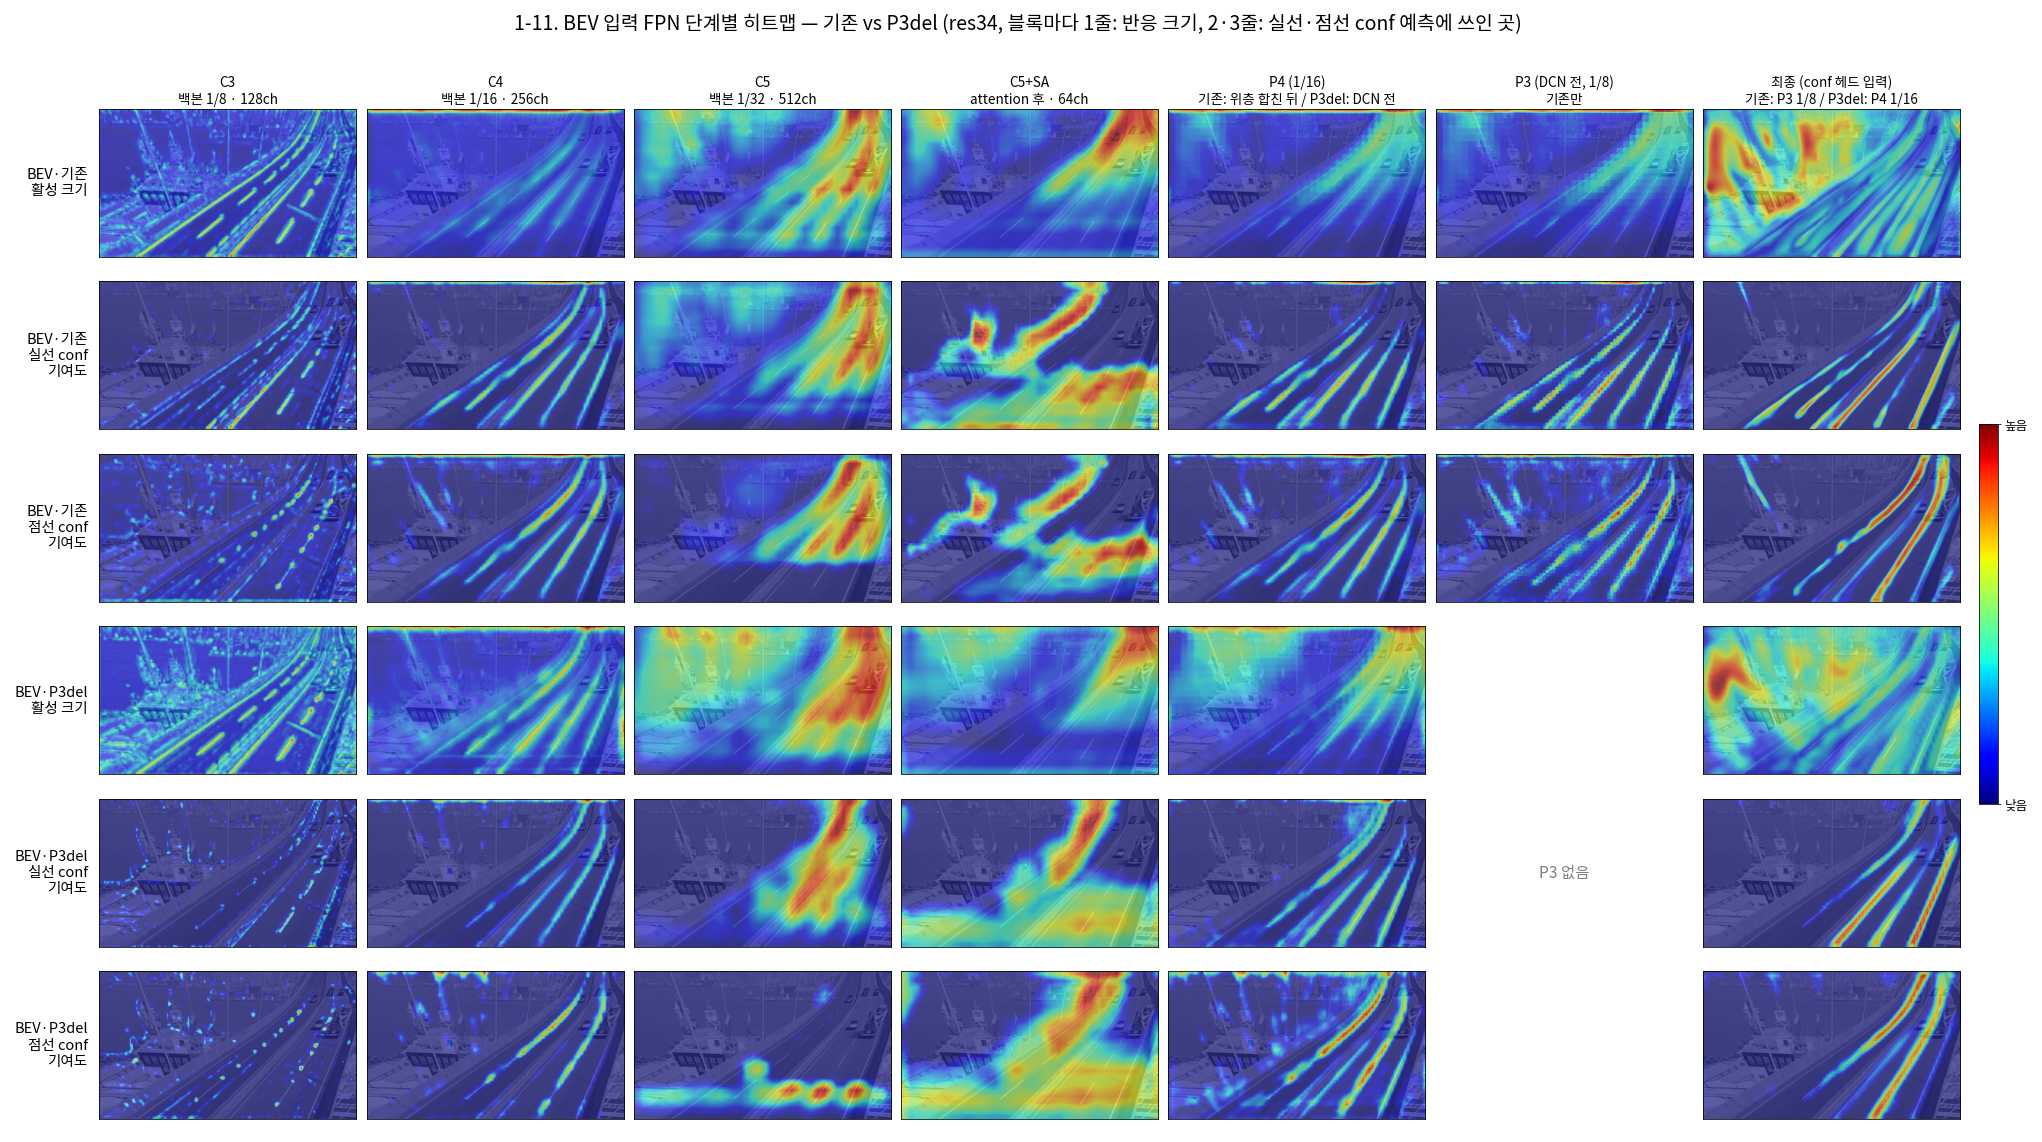 1-11. BEV 입력 FPN 단계별 히트맵 — 기존 vs P3del (res34, 블록마다 1줄: 반응 크기, 2·3줄: 실선·점선 conf 예측에 쓰인 곳)
C3
백본 1/8 · 128ch
C4
백본 1/16 · 256ch
C5
백본 1/32 · 512ch
C5+SA
attention 후 · 64ch
P4 (1/16)
기존: 위층 합친 뒤 / P3del: DCN 전
P3 (DCN 전, 1/8)
기존만
최종 (conf 헤드 입력)
기존: P3 1/8 / P3del: P4 1/16
BEV·기존
활성 크기
BEV·기존
실선 conf
기여도
높음
BEV·기존
점선 conf
기여도
BEV·P3del
활성 크기
낮음
BEV·P3del
실선 conf
기여도
P3 없음
BEV·P3del
점선 conf
기여도